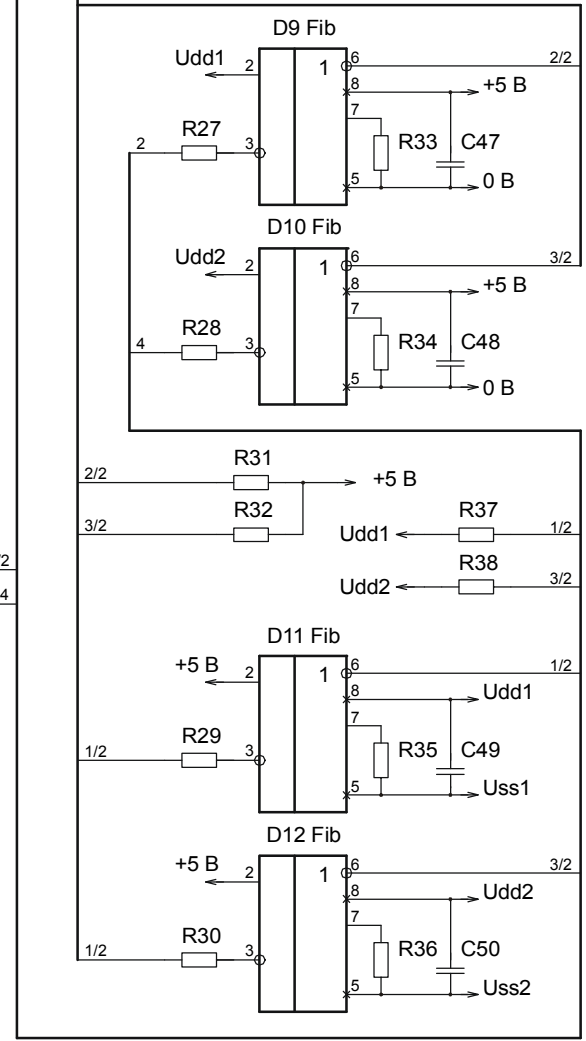 D9 Fib
Udd1 2 1 6 2/2
8 +5 В
7
R27 R33 C47
2 3
5 0 В
D10 Fib
Udd2 2 1 6 3/2
8 +5 В
7
R28 R34 C48
4 3
5 0 В
R31
2/2 +5 В
R32 R37
3/2 Udd1 1/2
R38
Udd2 3/2
/2
4
D11 Fib
+5 В 2 1 6 1/2
8 Udd1
7
R29 R35 C49
1/2 3
5 Uss1
D12 Fib
+5 В 2 1 6 3/2
8 Udd2
7
R30 R36 C50
1/2 3
5 Uss2